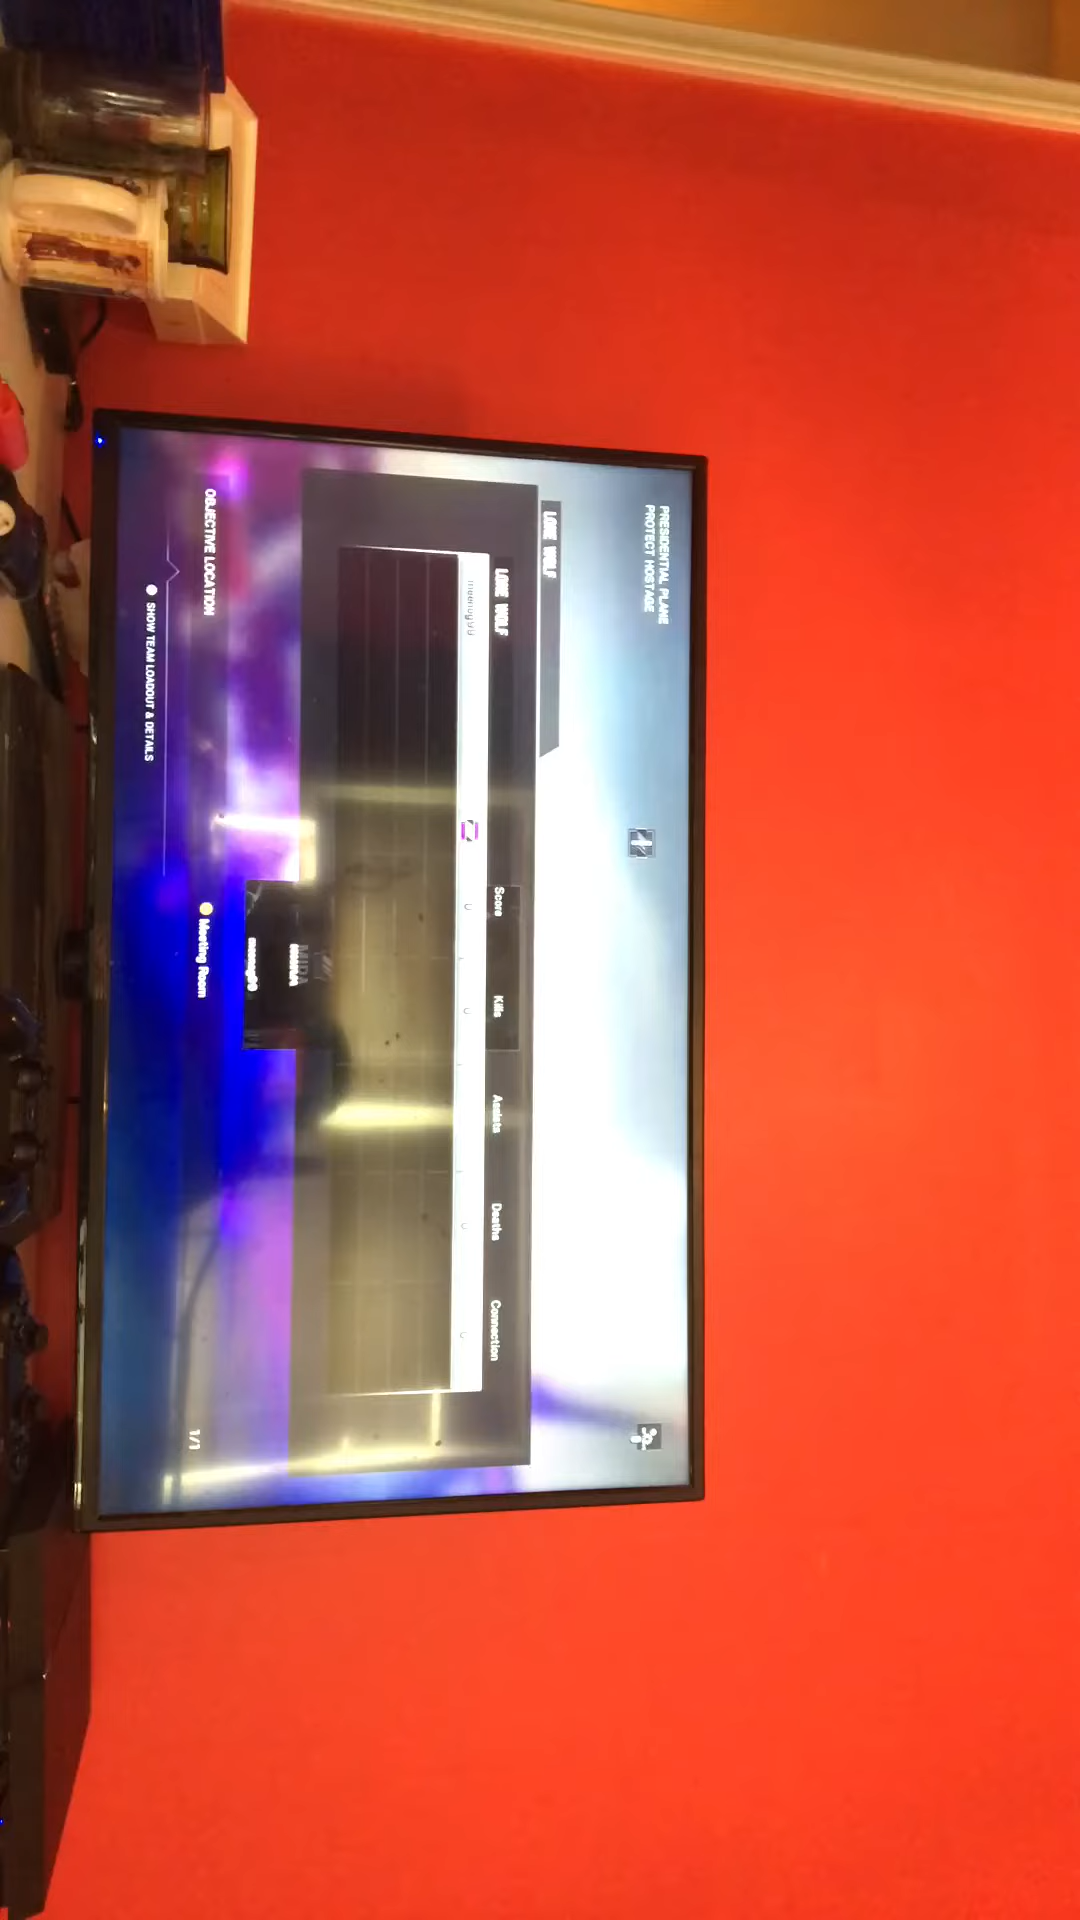 PRESIDENTIAL PLANE
PROTECT HOSTAGE
LONE WOLF
LONE WOLF
Score
Kills
Assists
Deaths
Connection
MIRA
OBJECTIVE LOCATION
Meeting Room
1/1
SHOW TEAM LOADOUT & DETAILS